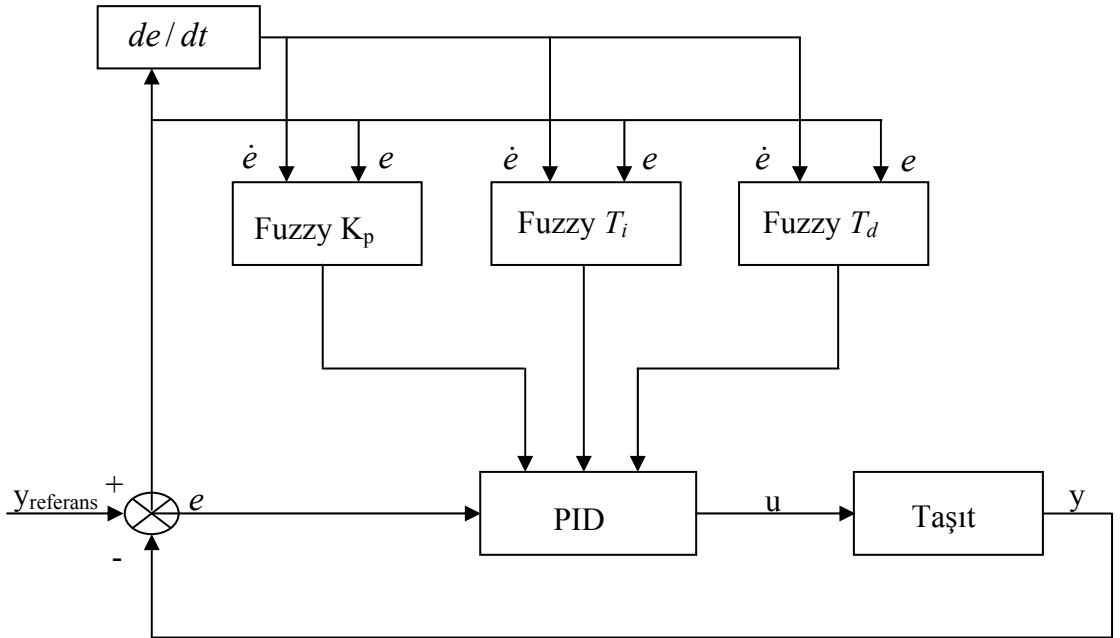 de/dt
ė e ė e ė e
Fuzzy Kp Fuzzy Ti Fuzzy Td
+
yreferans e PID u Taşıt y
-